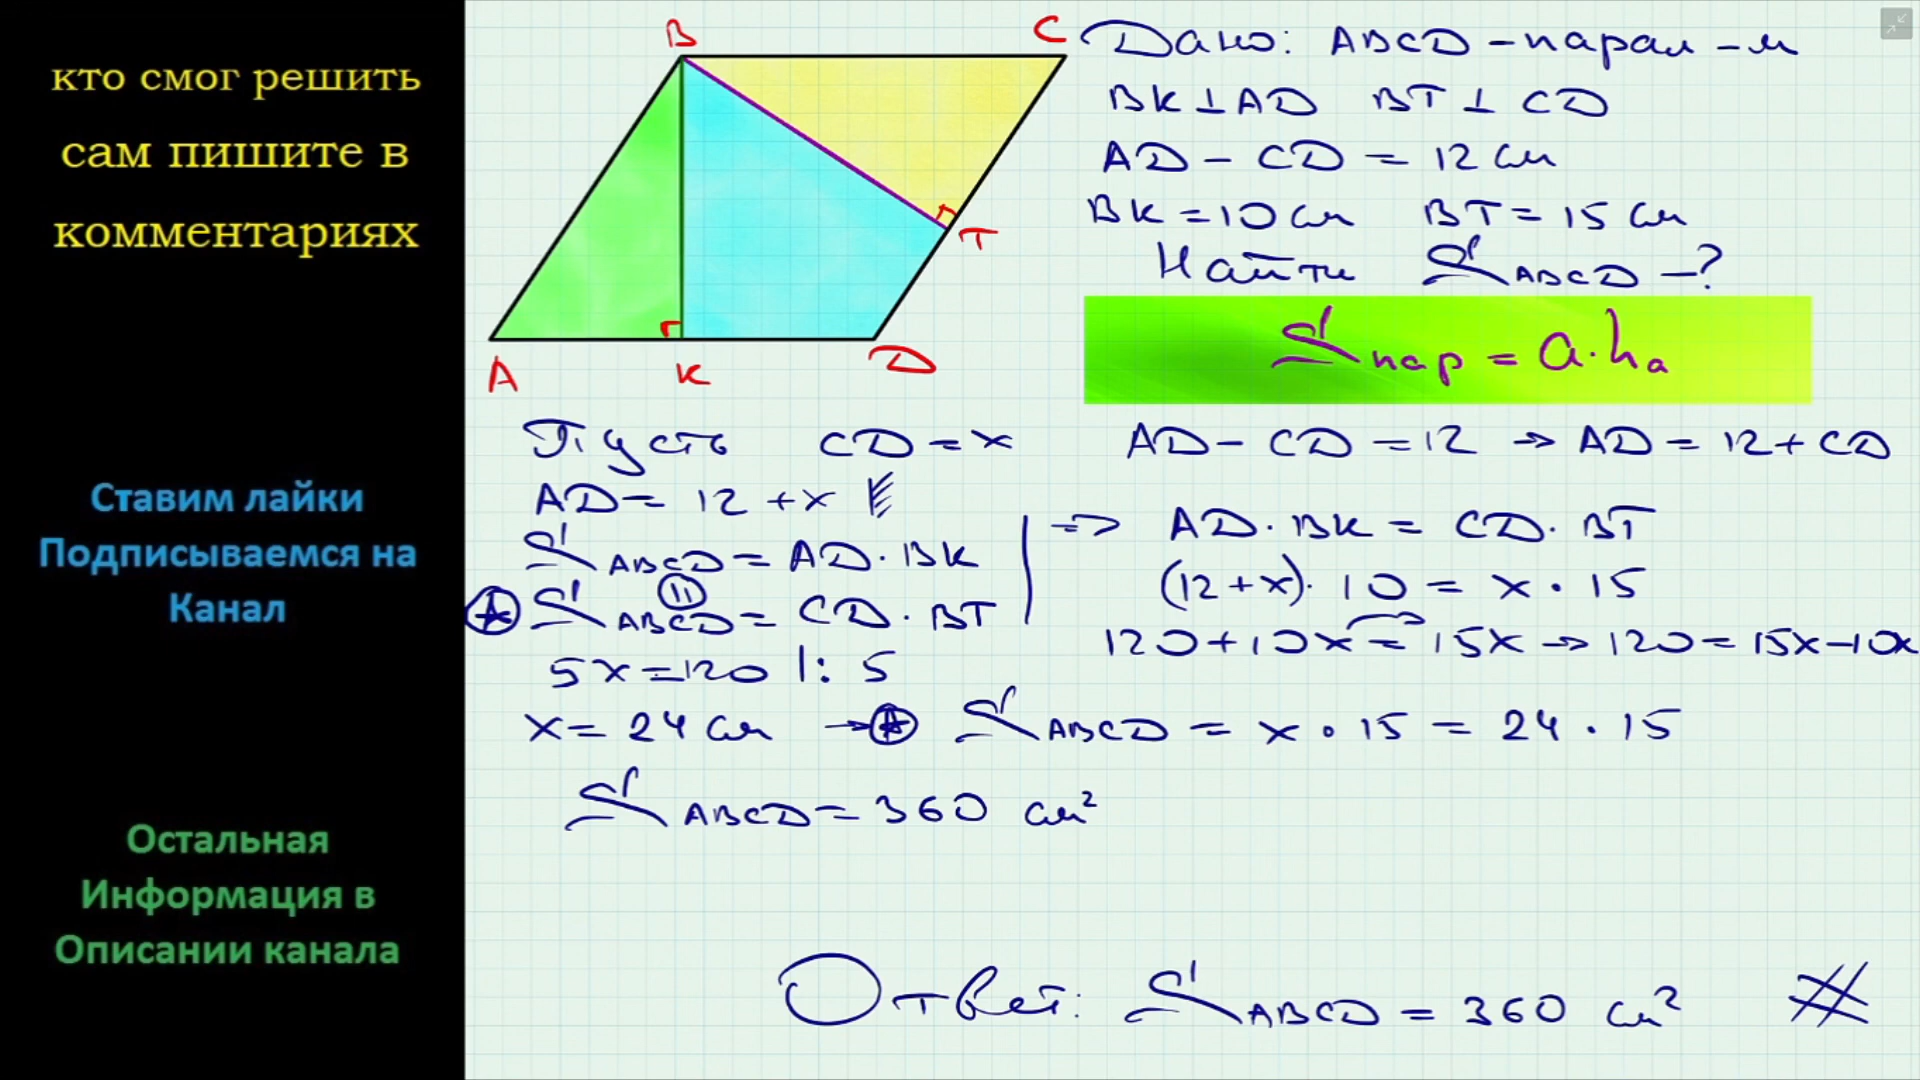 кто смог решить
сам пишите в
комментариях
Ставим лайки
Подписываемся на
Канал
Остальная
Информация в
Описании канала
B
C
T
A
K
D
Дано: ABCD - парал - м
BK ⊥ AD BT ⊥ CD
AD - CD = 12 см
BK = 10 см BT = 15 см
Найти S ABCD - ?
S пар = a · hₐ
Пусть CD = x
AD = 12 + x
S ABCD = AD · BK
S ABCD = CD · BT
5x = 120 |: 5
x = 24 см →
AD - CD = 12 → AD = 12 + CD
=> AD · BK = CD · BT
(12 + x) · 10 = x · 15
120 + 10x = 15x → 120 = 15x - 10x
S ABCD = x · 15 = 24 · 15
S ABCD = 360 см²
Ответ: S ABCD = 360 см² #